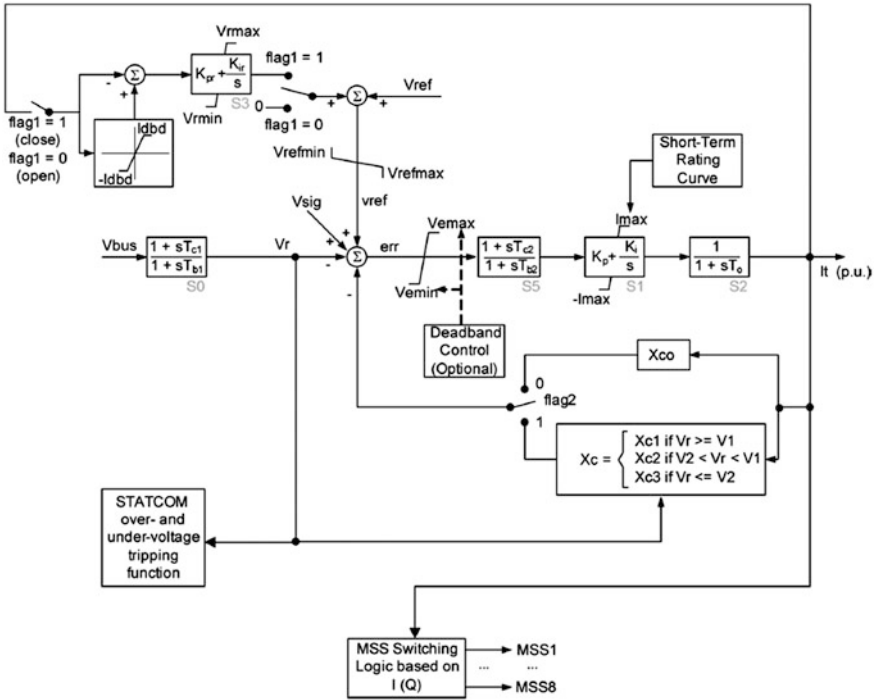 Vrmax
flag1 = 1
Kpr + Kir
s
S3
Vrmin
0
flag1 = 0
Vref
-
Σ
+
Σ
+
+
flag1 = 1
(close)
flag1 = 0
(open)
Idbd
-Idbd
Vrefmin
Vrefmax
vref
Short-Term
Rating
Curve
Vsig
Vbus
1 + sTc1
1 + sTb1
S0
Vr
+
+
-
Σ
-
err
Vemax
Vemin
1 + sTc2
1 + sTb2
S5
Imax
Kp + Ki
s
-Imax
S1
1
1 + sTo
S2
It (p.u.)
Deadband
Control
(Optional)
Xco
0
flag2
1
Xc = { Xc1 if Vr >= V1
Xc2 if V2 < Vr < V1
Xc3 if Vr <= V2
STATCOM
over- and
under-voltage
tripping
function
MSS Switching
Logic based on
I (Q)
MSS1
... ...
MSS8